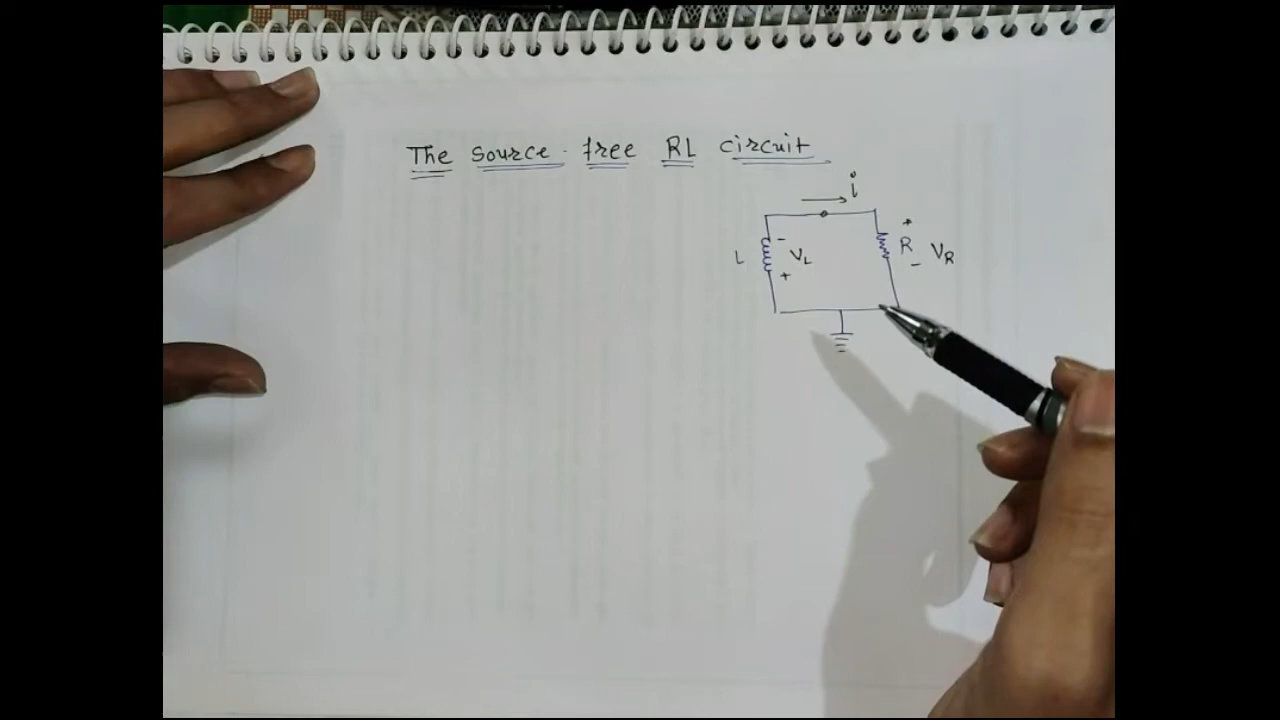 The Source-free RL circuit
i
+
- R
L VL VR
+ -